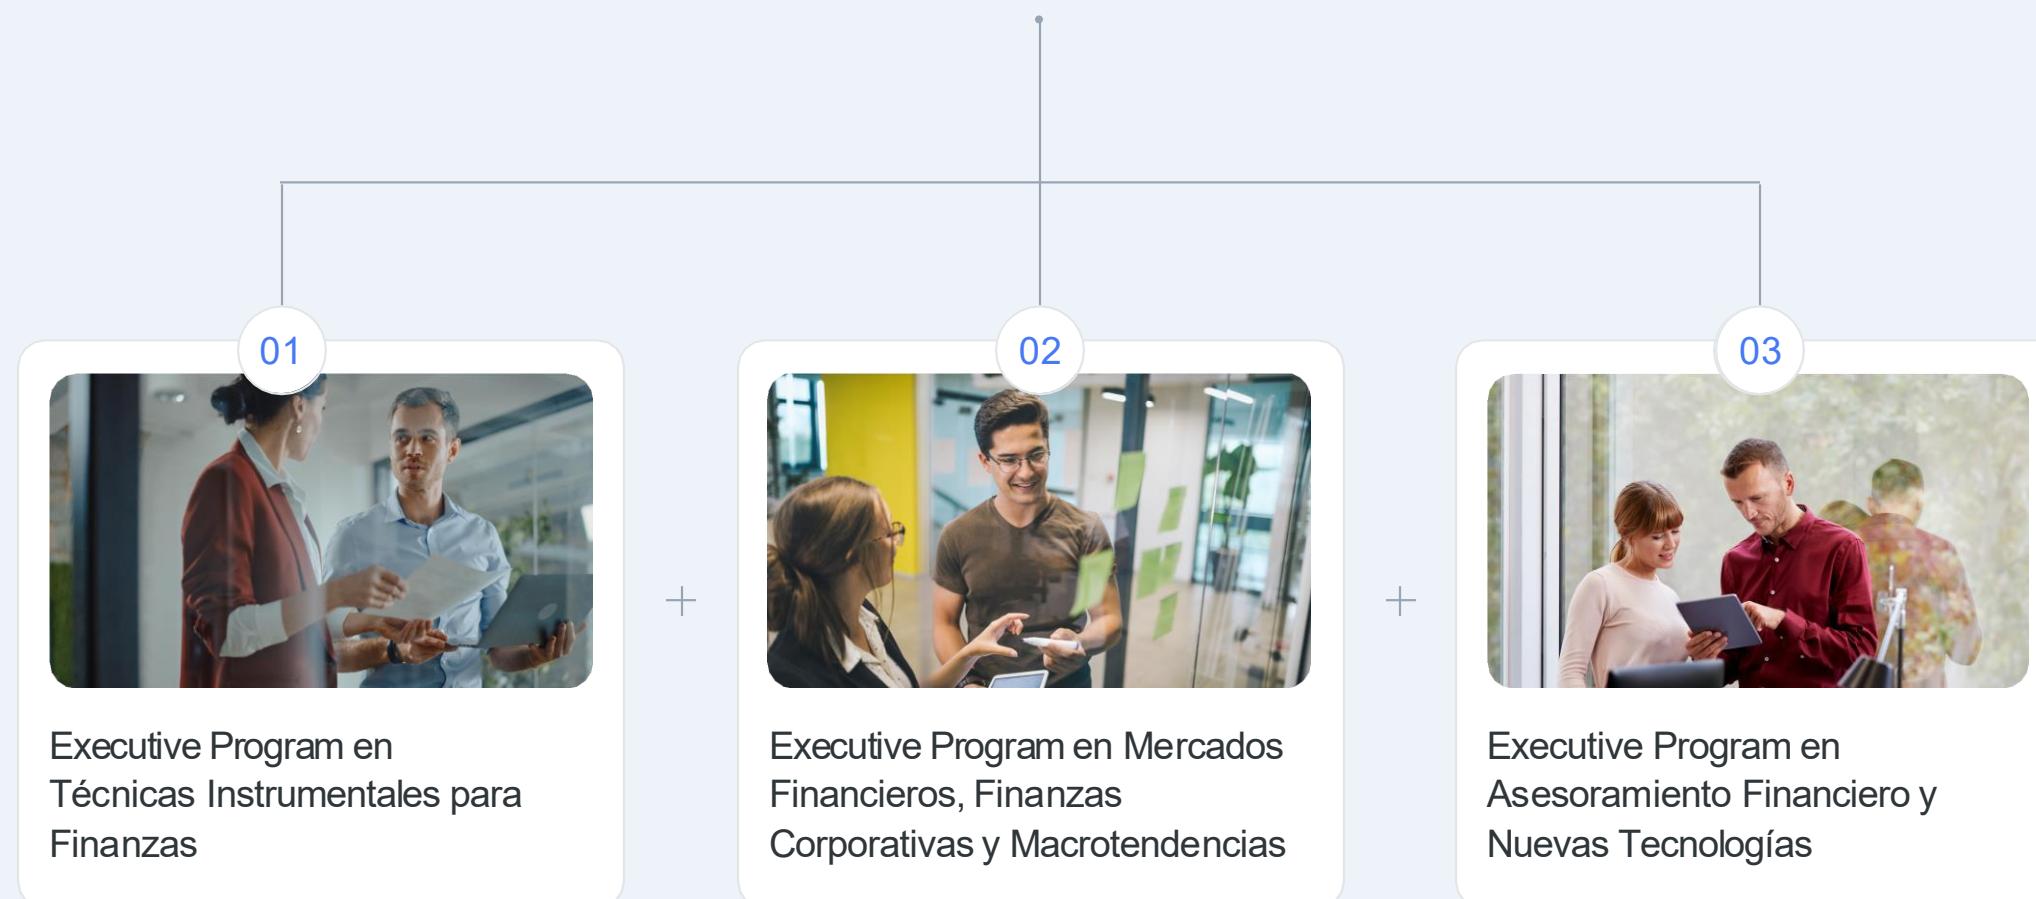 01
02
03
Executive Program en
Técnicas Instrumentales para
Finanzas
Executive Program en Mercados
Financieros, Finanzas
Corporativas y Macrotendencias
Executive Program en
Asesoramiento Financiero y
Nuevas Tecnologías